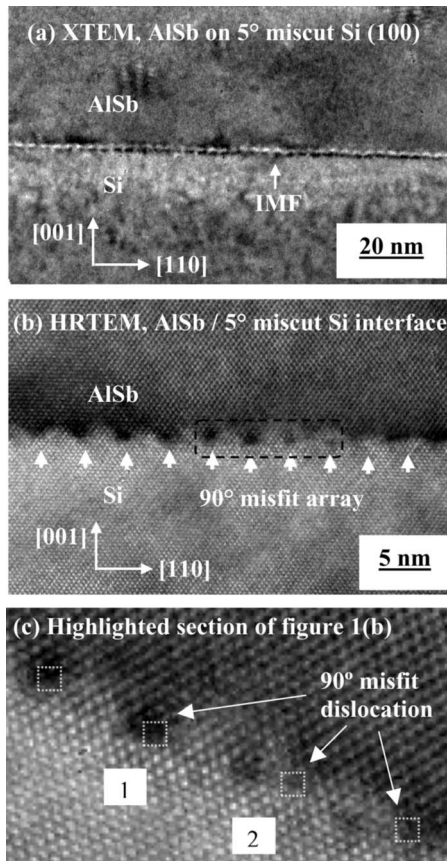 (a) XTEM, AlSb on 5° miscut Si (100)
AlSb
Si
IMF
[001]
[110]
20 nm
(b) HRTEM, AlSb / 5° miscut Si interface
AlSb
Si
90° misfit array
[001]
[110]
5 nm
(c) Highlighted section of figure 1(b)
90° misfit
dislocation
1
2